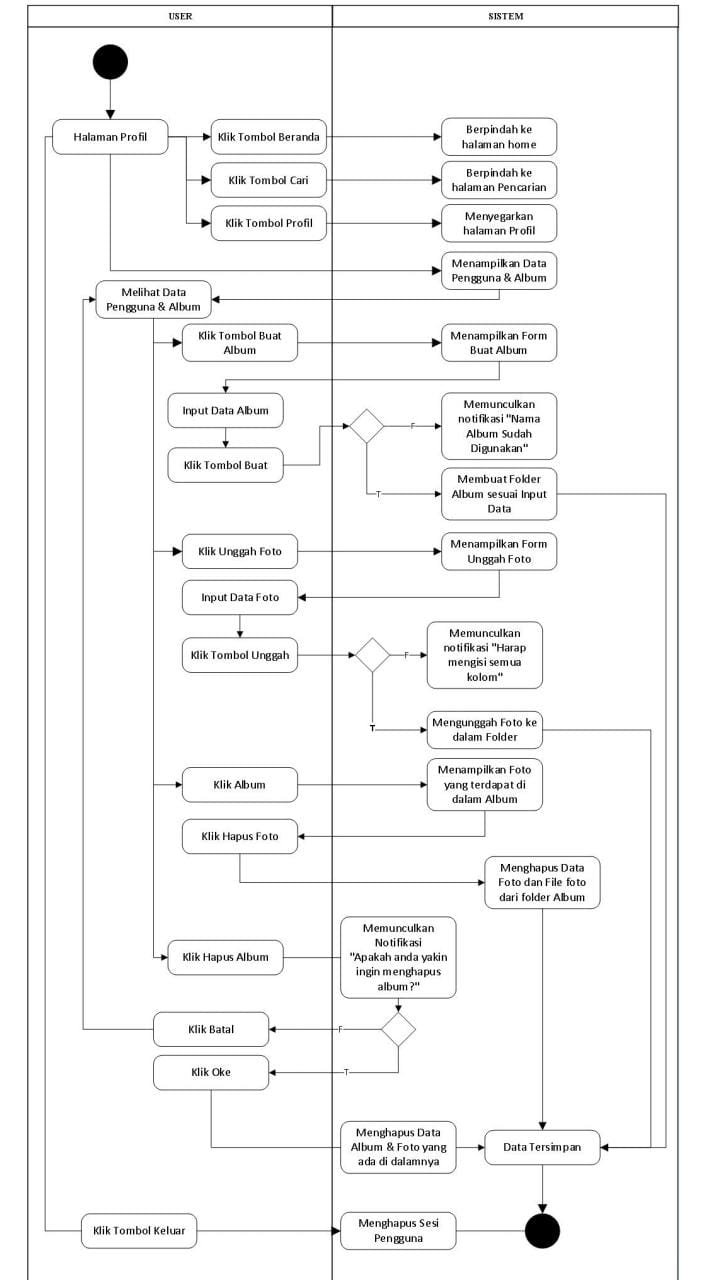 USER
SISTEM
Halaman Profil
Klik Tombol Beranda
Berpindah ke
halaman home
Klik Tombol Cari
Berpindah ke
halaman Pencarian
Klik Tombol Profil
Menyegarkan
halaman Profil
Menampilkan Data
Pengguna & Album
Melihat Data
Pengguna & Album
Klik Tombol Buat
Album
Menampilkan Form
Buat Album
Input Data Album
Klik Tombol Buat
F
Memunculkan
notifikasi "Nama
Album Sudah
Digunakan"
T
Membuat Folder
Album sesuai Input
Data
Klik Unggah Foto
Menampilkan Form
Unggah Foto
Input Data Foto
Klik Tombol Unggah
F
Memunculkan
notifikasi "Harap
mengisi semua
kolom"
T
Mengunggah Foto ke
dalam Folder
Klik Album
Menampilkan Foto
yang terdapat di
dalam Album
Klik Hapus Foto
Menghapus Data
Foto dan File foto
dari folder Album
Klik Hapus Album
Memunculkan
Notifikasi
"Apakah anda yakin
ingin menghapus
album?"
Klik Batal
F
Klik Oke
T
Menghapus Data
Album & Foto yang
ada di dalamnya
Data Tersimpan
Klik Tombol Keluar
Menghapus Sesi
Pengguna